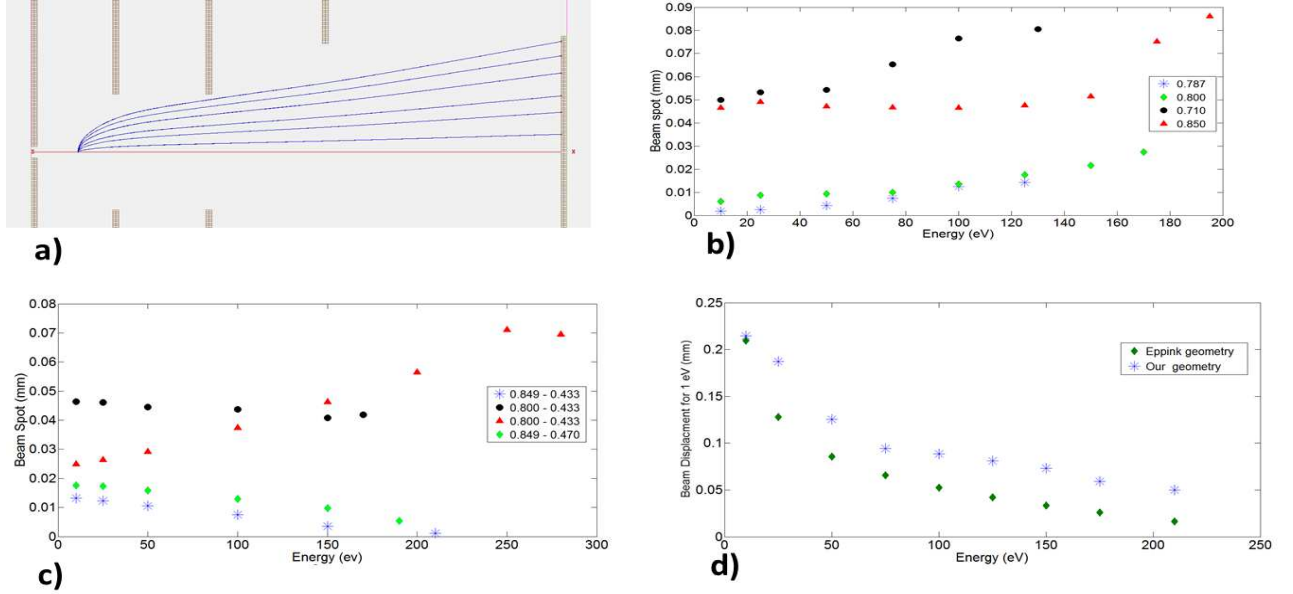 a)
0.09
0.08
0.07
0.06
0.05
0.04
0.03
0.02
0.01
0
Beam spot (mm)
0 20 40 60 80 100 120 140 160 180 200
Energy (eV)
0.787
0.800
0.710
0.850
b)
0.08
0.07
0.06
0.05
0.04
0.03
0.02
0.01
0
Beam Spot (mm)
0 50 100 150 200 250 300
Energy (ev)
0.849 - 0.433
0.800 - 0.433
0.800 - 0.433
0.849 - 0.470
c)
0.25
0.2
0.15
0.1
0.05
0
Beam Displacment for 1 eV (mm)
0 50 100 150 200 250
Energy (eV)
Eppink geometry
Our geometry
d)